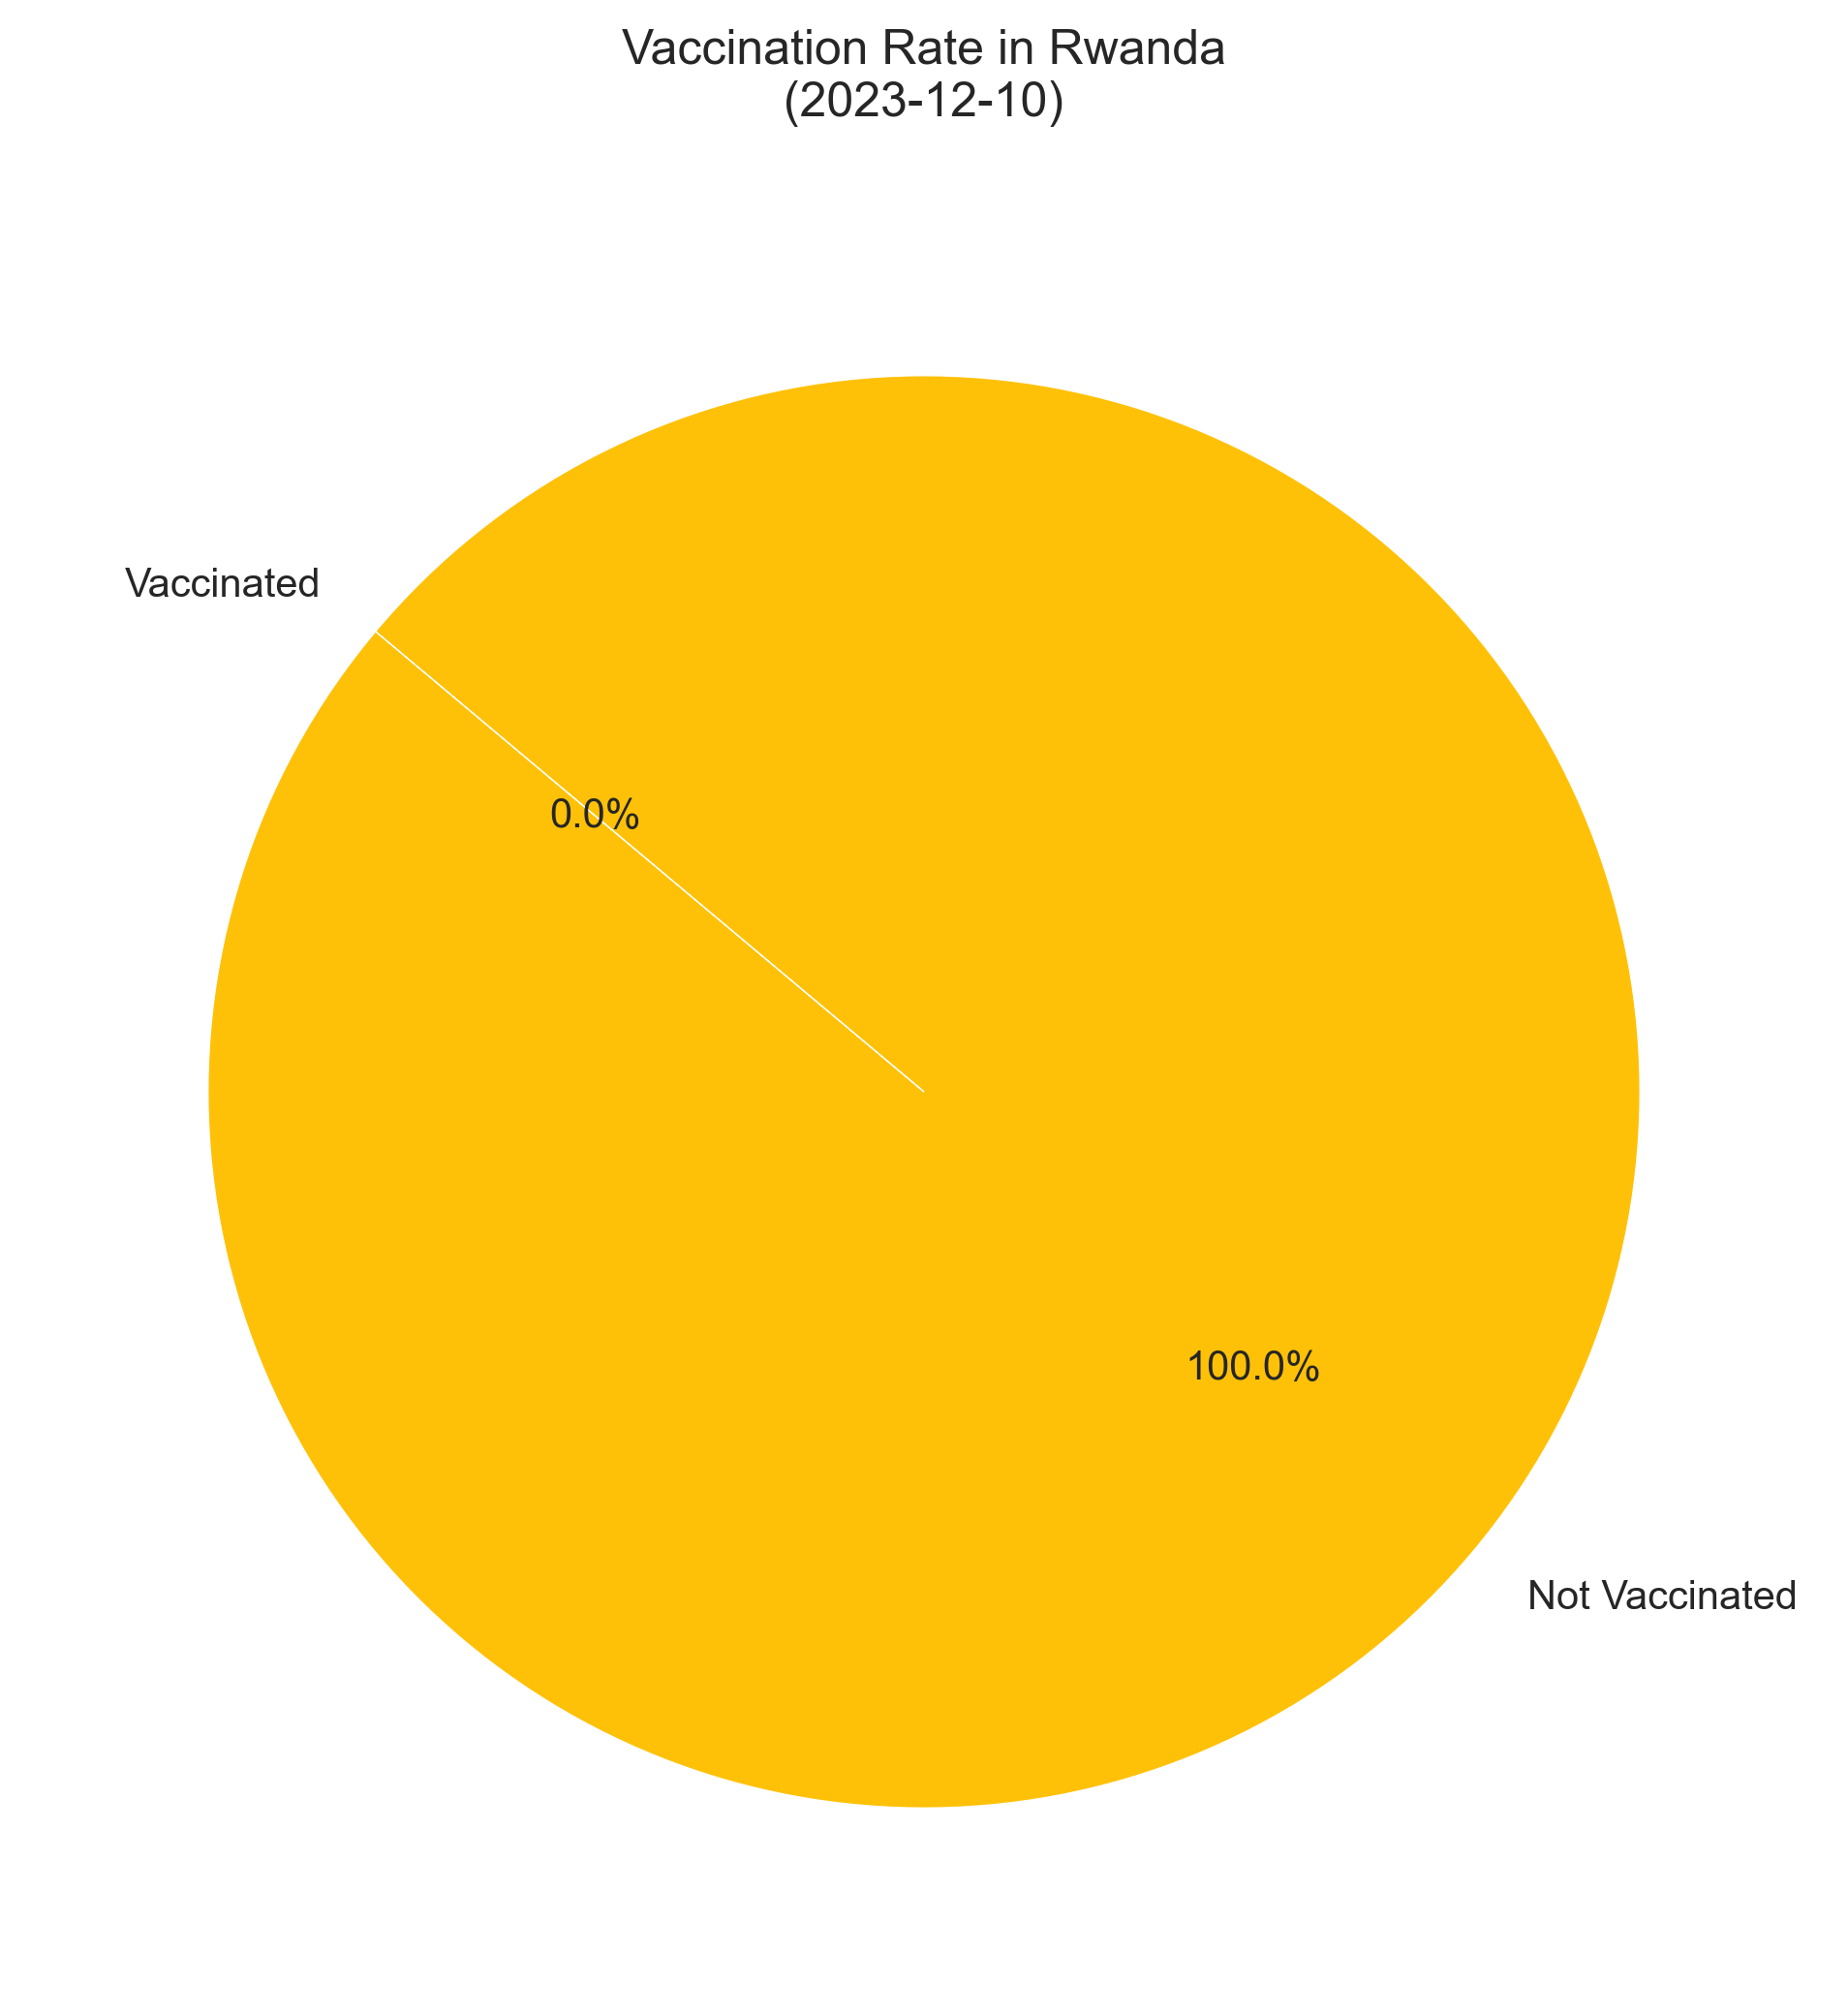 Vaccination Rate in Rwanda
(2023-12-10)
Vaccinated
0.0%
100.0%
Not Vaccinated